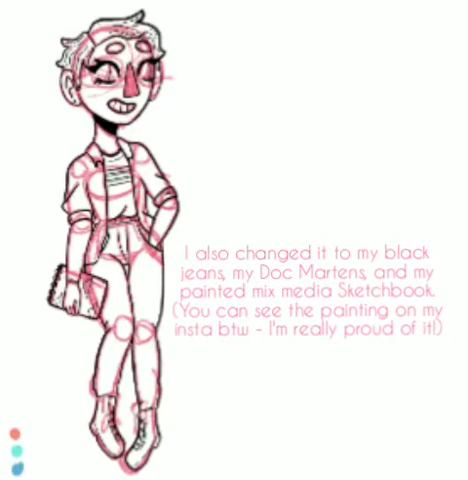 I also changed it to my black
jeans, my Doc Martens, and my
painted mix media Sketchbook.
(You can see the painting on my
insta btw - I'm really proud of it!)